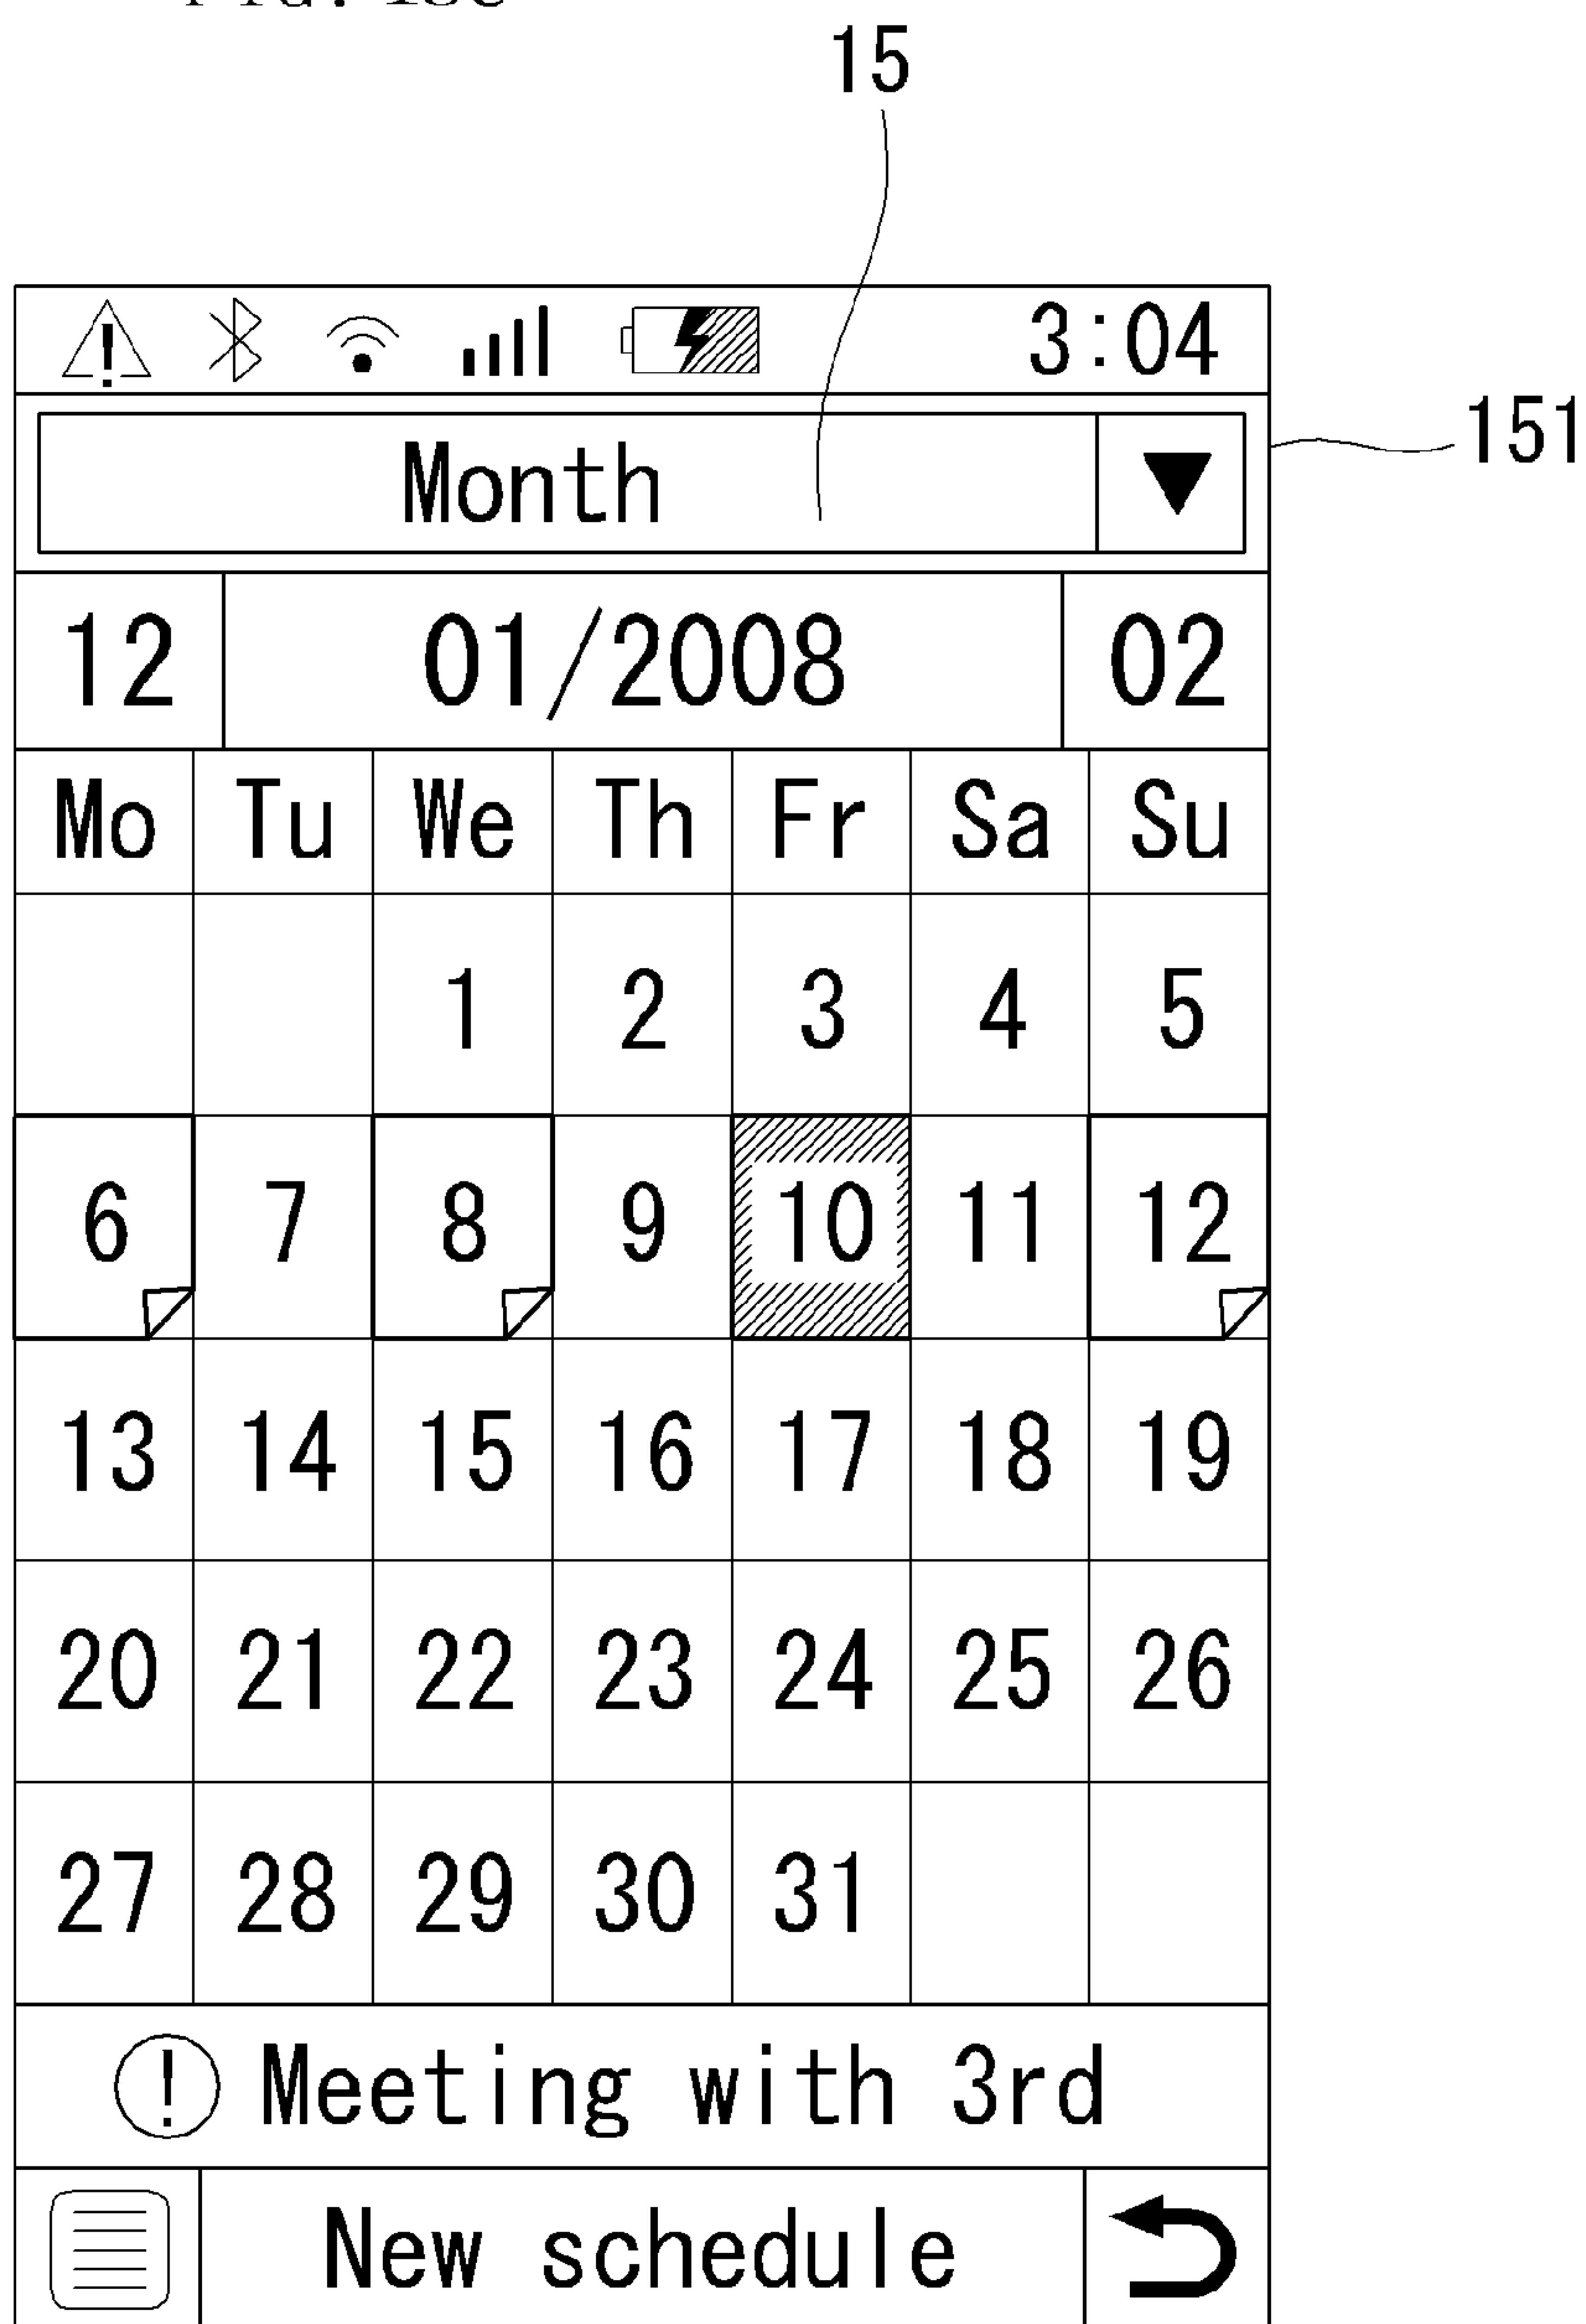 15
3:04
151
Month
12 01/2008 02
Mo Tu We Th Fr Sa Su
1 2 3 4 5
6 7 8 9 10 11 12
13 14 15 16 17 18 19
20 21 22 23 24 25 26
27 28 29 30 31
Meeting with 3rd
New schedule